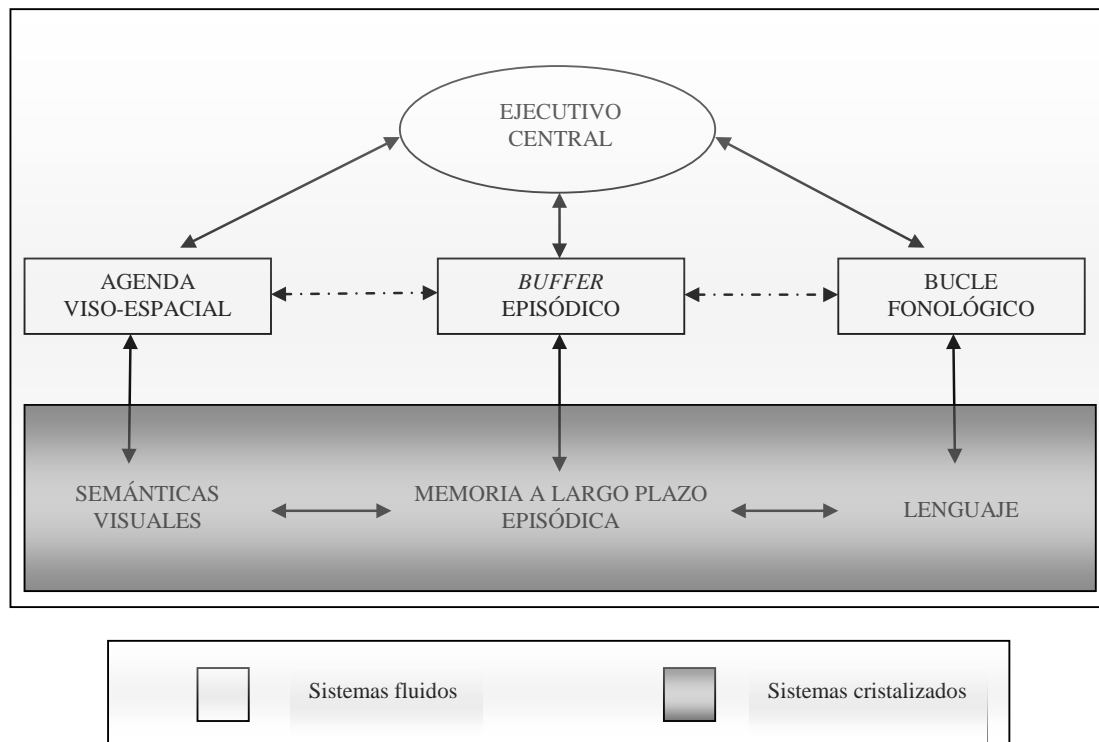 EJECUTIVO
CENTRAL
AGENDA
VISO-ESPACIAL
BUFFER
EPISÓDICO
BUCLE
FONOLÓGICO
SEMÁNTICAS
VISUALES
MEMORIA A LARGO PLAZO
EPISÓDICA
LENGUAJE
Sistemas fluidos
Sistemas cristalizados